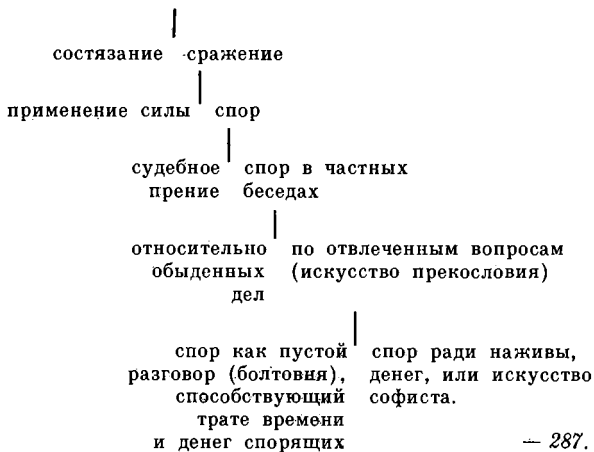 состязание сражение
применение силы спор
судебное спор в частных
прение беседах
относительно по отвлеченным вопросам
обыденных (искусство прекословия)
дел
спор как пустой спор ради наживы,
разговор (болтовня), денег, или искусство
способствующий софиста.
трате времени
и денег спорящих — 287.